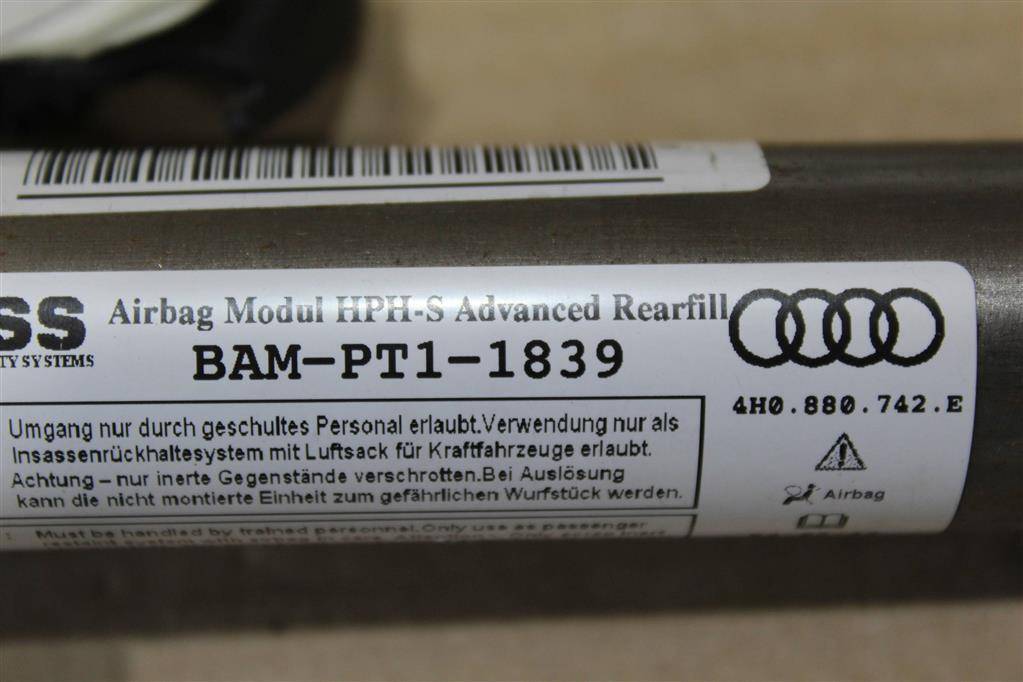 SS
TY SYSTEMS
Airbag Modul HPH-S Advanced Rearfill
BAM-PT1-1839
4H0.880.742.E
Umgang nur durch geschultes Personal erlaubt.Verwendung nur als
Insassenrückhaltesystem mit Luftsack für Kraftfahrzeuge erlaubt.
Achtung - nur inerte Gegenstände verschrotten.Bei Auslösung
kann die nicht montierte Einheit zum gefährlichen Wurfstück werden.
Airbag
: Must be handled by trained personnel.Only use as passenger